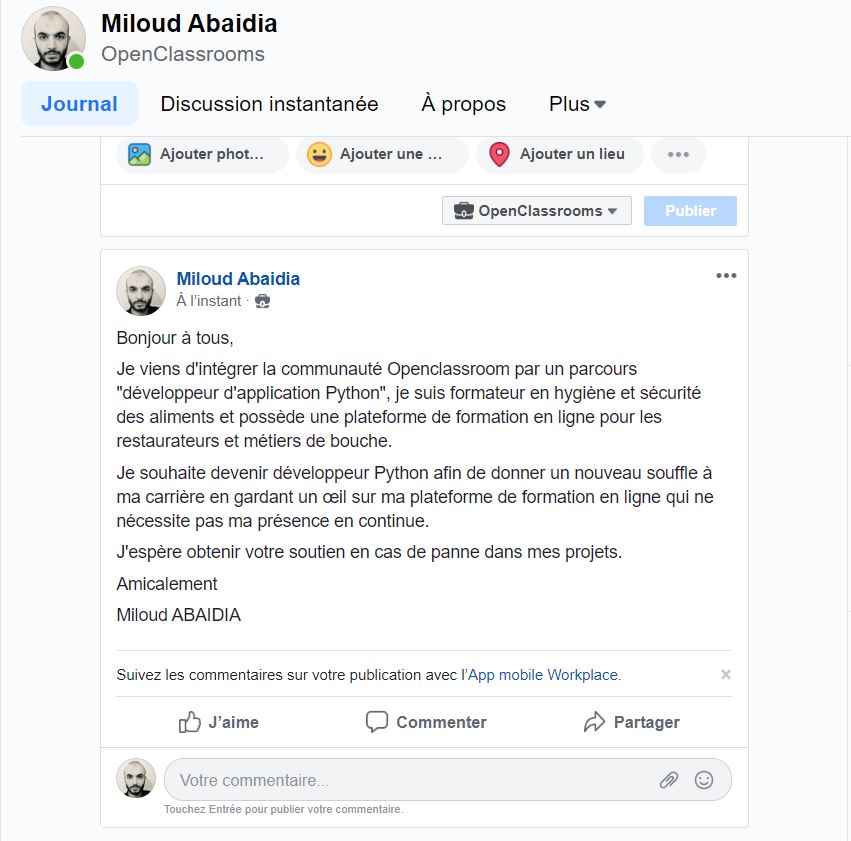 Miloud Abaidia
OpenClassrooms
Journal Discussion instantanée À propos Plus
Ajouter phot... Ajouter une ... Ajouter un lieu
OpenClassrooms Publier
Miloud Abaidia
À l'instant ·
Bonjour à tous,
Je viens d'intégrer la communauté Openclassroom par un parcours
"développeur d'application Python", je suis formateur en hygiène et sécurité
des aliments et possède une plateforme de formation en ligne pour les
restaurateurs et métiers de bouche.
Je souhaite devenir développeur Python afin de donner un nouveau souffle à
ma carrière en gardant un œil sur ma plateforme de formation en ligne qui ne
nécessite pas ma présence en continue.
J'espère obtenir votre soutien en cas de panne dans mes projets.
Amicalement
Miloud ABAIDIA
Suivez les commentaires sur votre publication avec l'App mobile Workplace.
J'aime Commenter Partager
Votre commentaire...
Touchez Entrée pour publier votre commentaire.